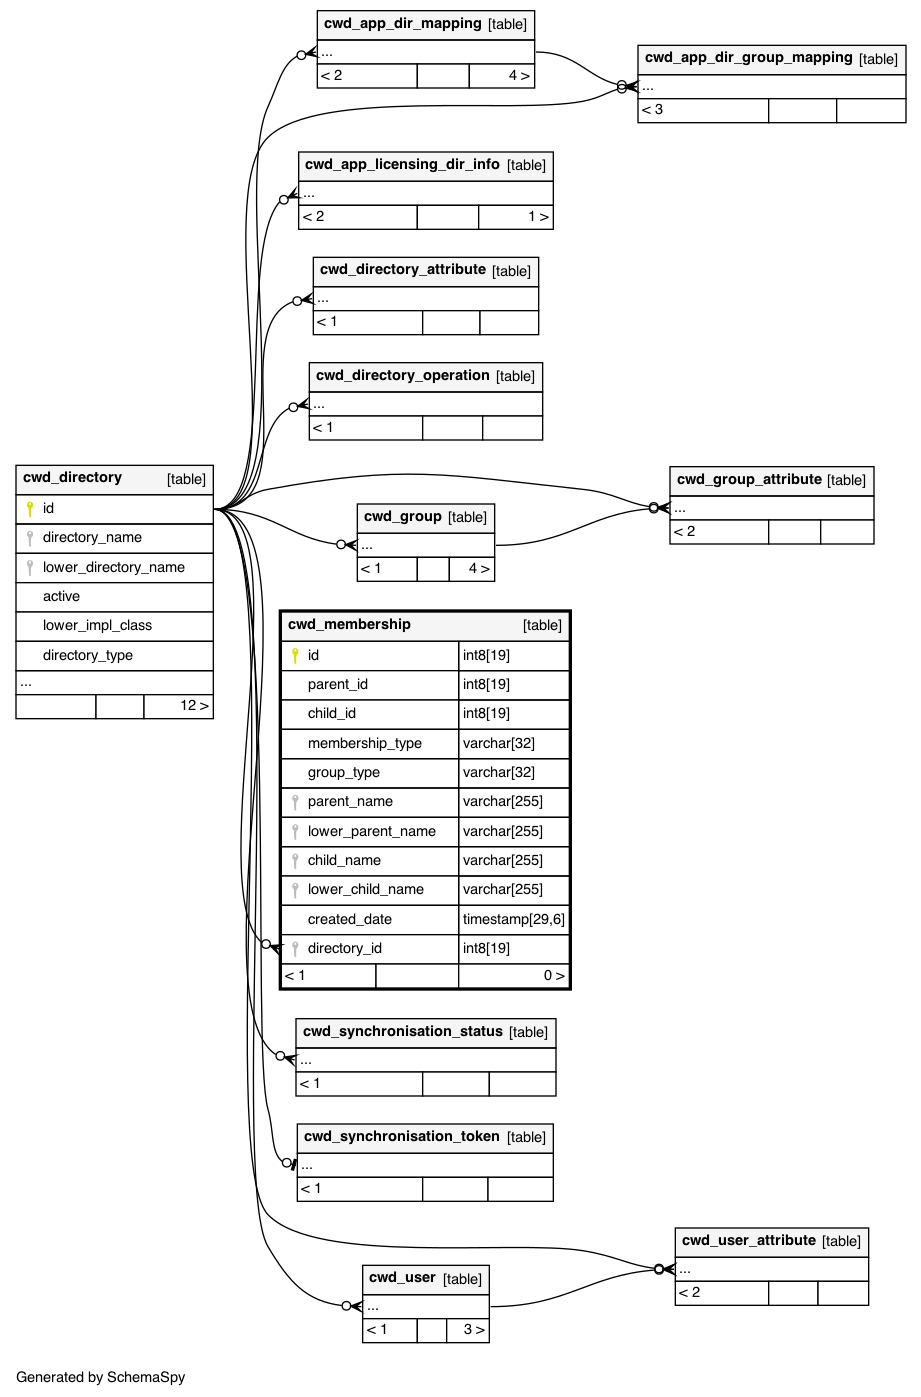 cwd_app_dir_mapping [table]
...
< 2 4 >
cwd_app_dir_group_mapping [table]
...
< 3
cwd_app_licensing_dir_info [table]
...
< 2 1 >
cwd_directory_attribute [table]
...
< 1
cwd_directory_operation [table]
...
< 1
cwd_directory [table]
id
directory_name
lower_directory_name
active
lower_impl_class
directory_type
...
12 >
cwd_group [table]
...
< 1 4 >
cwd_group_attribute [table]
...
< 2
cwd_membership [table]
id int8[19]
parent_id int8[19]
child_id int8[19]
membership_type varchar[32]
group_type varchar[32]
parent_name varchar[255]
lower_parent_name varchar[255]
child_name varchar[255]
lower_child_name varchar[255]
created_date timestamp[29,6]
directory_id int8[19]
< 1 0 >
cwd_synchronisation_status [table]
...
< 1
cwd_synchronisation_token [table]
...
< 1
cwd_user_attribute [table]
...
< 2
cwd_user [table]
...
< 1 3 >
Generated by SchemaSpy